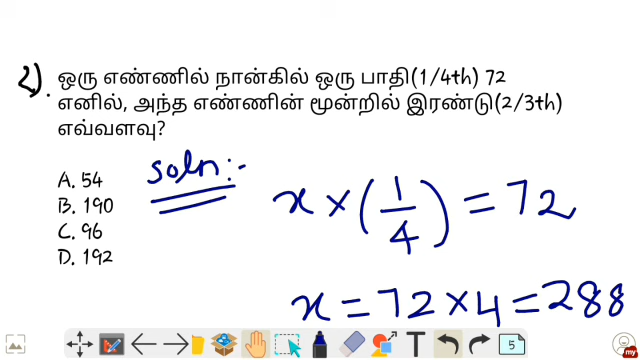 2). ஒரு எண்ணில் நான்கில் ஒரு பாதி(1/4th) 72
எனில், அந்த எண்ணின் மூன்றில் இரண்டு(2/3th)
எவ்வளவு?
Soln:-
A. 54
B. 190
C. 96
D. 192
x × (1/4) = 72
x = 72 × 4 = 288
T 5
my